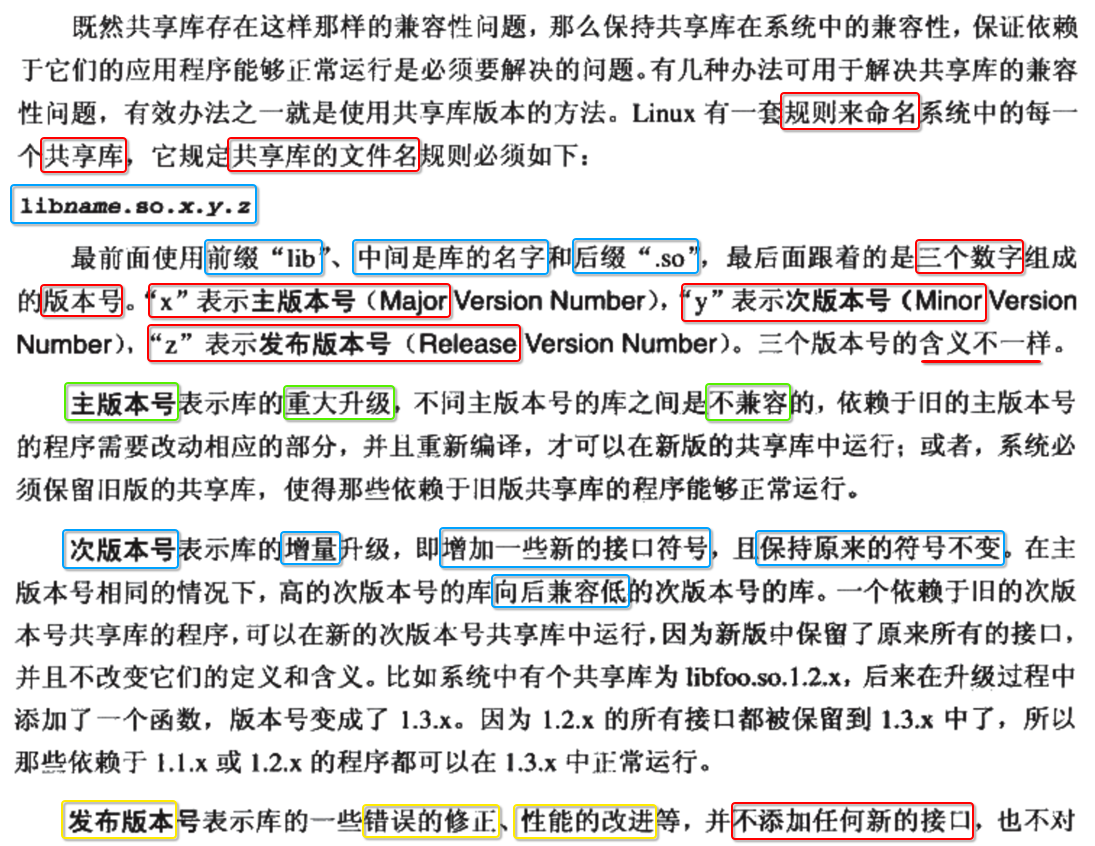 既然共享库存在这样那样的兼容性问题，那么保持共享库在系统中的兼容性，保证依赖
于它们的应用程序能够正常运行是必须要解决的问题。有几种办法可用于解决共享库的兼容
性问题，有效办法之一就是使用共享库版本的方法。Linux 有一套规则来命名系统中的每一
个共享库，它规定共享库的文件名规则必须如下：
libname.so.x.y.z
最前面使用前缀“lib”、中间是库的名字和后缀“.so”，最后面跟着的是三个数字组成
的版本号。“x”表示主版本号（Major Version Number），“y”表示次版本号（Minor Version
Number），“z”表示发布版本号（Release Version Number）。三个版本号的含义不一样。
主版本号表示库的重大升级，不同主版本号的库之间是不兼容的，依赖于旧的主版本号
的程序需要改动相应的部分，并且重新编译，才可以在新版的共享库中运行；或者，系统必
须保留旧版的共享库，使得那些依赖于旧版共享库的程序能够正常运行。
次版本号表示库的增量升级，即增加一些新的接口符号，且保持原来的符号不变。在主
版本号相同的情况下，高的次版本号的库向后兼容低的次版本号的库。一个依赖于旧的次版
本号共享库的程序，可以在新的次版本号共享库中运行，因为新版中保留了原来所有的接口，
并且不改变它们的定义和含义。比如系统中有个共享库为 libfoo.so.1.2.x，后来在升级过程中
添加了一个函数，版本号变成了 1.3.x。因为 1.2.x 的所有接口都被保留到 1.3.x 中了，所以
那些依赖于 1.1.x 或 1.2.x 的程序都可以在 1.3.x 中正常运行。
发布版本号表示库的一些错误的修正、性能的改进等，并不添加任何新的接口，也不对